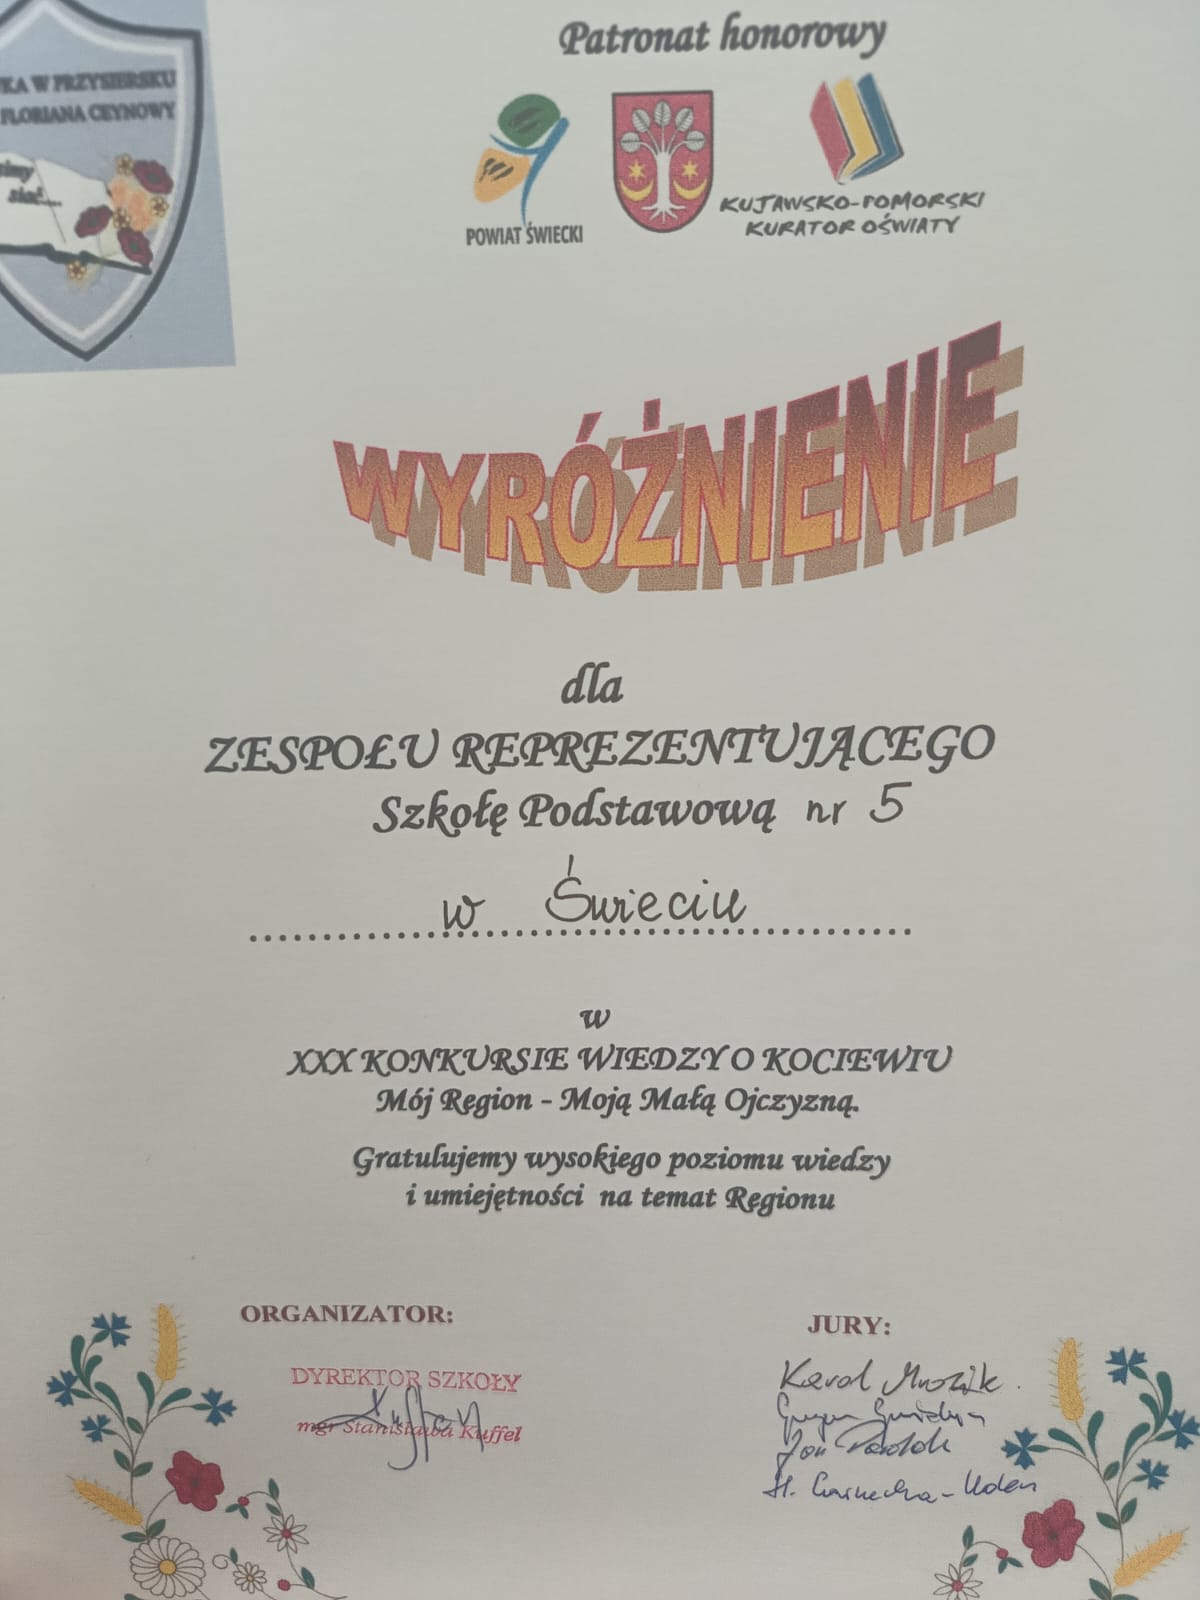 Patronat honorowy
KA W PRZYSIERSKU
FLORIANA CEYNOWY
siać....
POWIAT ŚWIECKI
KUJAWSKO-POMORSKI
KURATOR OŚWIATY
WYRÓŻNIENIE
dla
ZESPOŁU REPREZENTUJĄCEGO
Szkołę Podstawową nr 5
w Świeciu
w
XXX KONKURSIE WIEDZY O KOCIEWIU
Mój Region - Moją Małą Ojczyzną.
Gratulujemy wysokiego poziomu wiedzy
i umiejętności na temat Regionu
ORGANIZATOR:
JURY:
DYREKTOR SZKOŁY
mgr Stanisława Kuffel
Karol